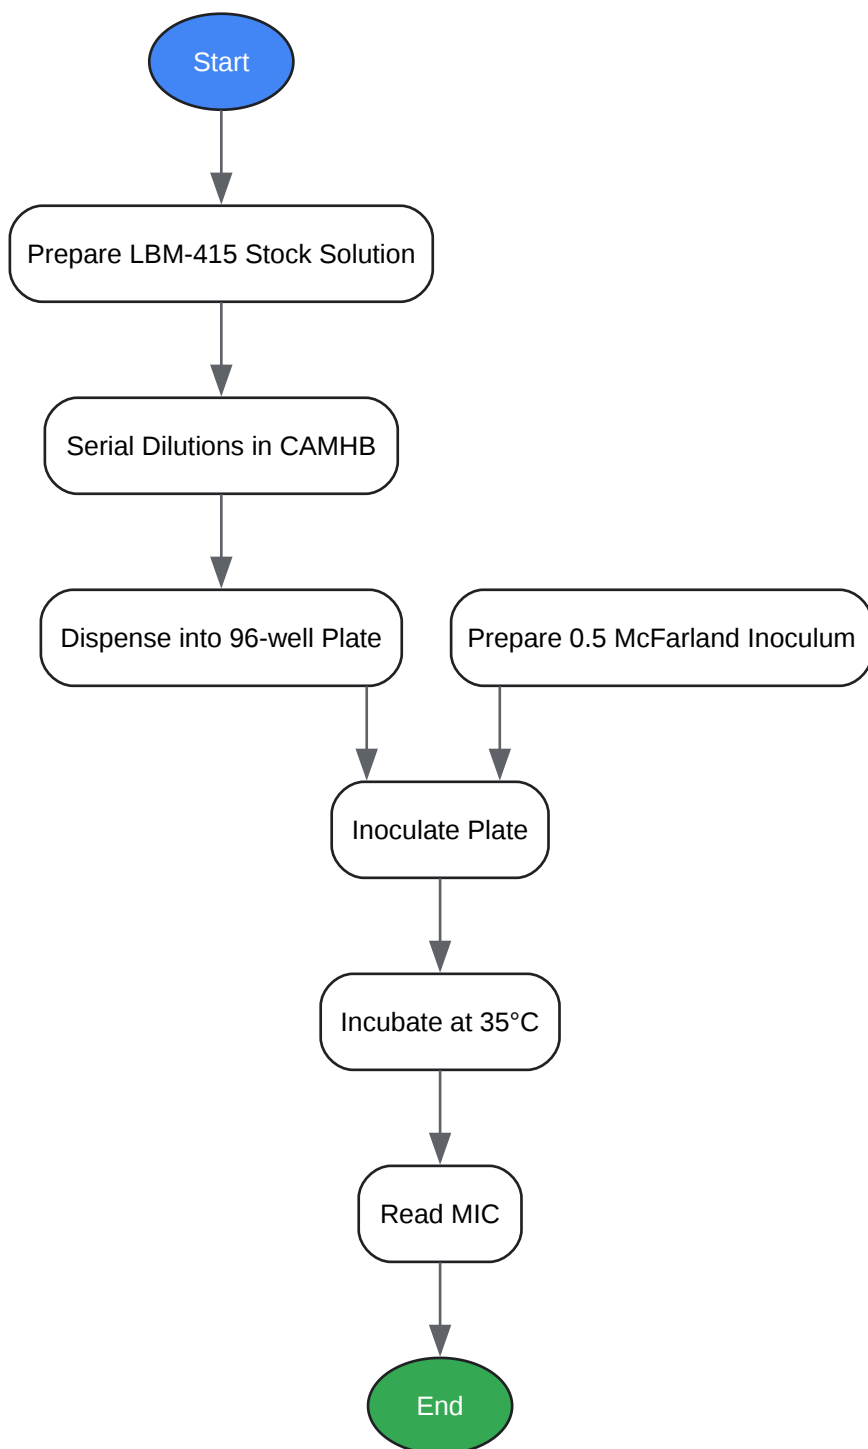 Start
Prepare LBM-415 Stock Solution
Serial Dilutions in CAMHB
Dispense into 96-well Plate
Prepare 0.5 McFarland Inoculum
Inoculate Plate
Incubate at 35°C
Read MIC
End